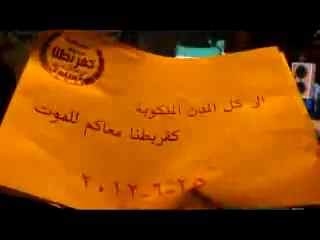 كفربطنا
الى كل المدن المنكوبة
كفربطنا معاكم للموت
٢٠١٢-٦-٢٥